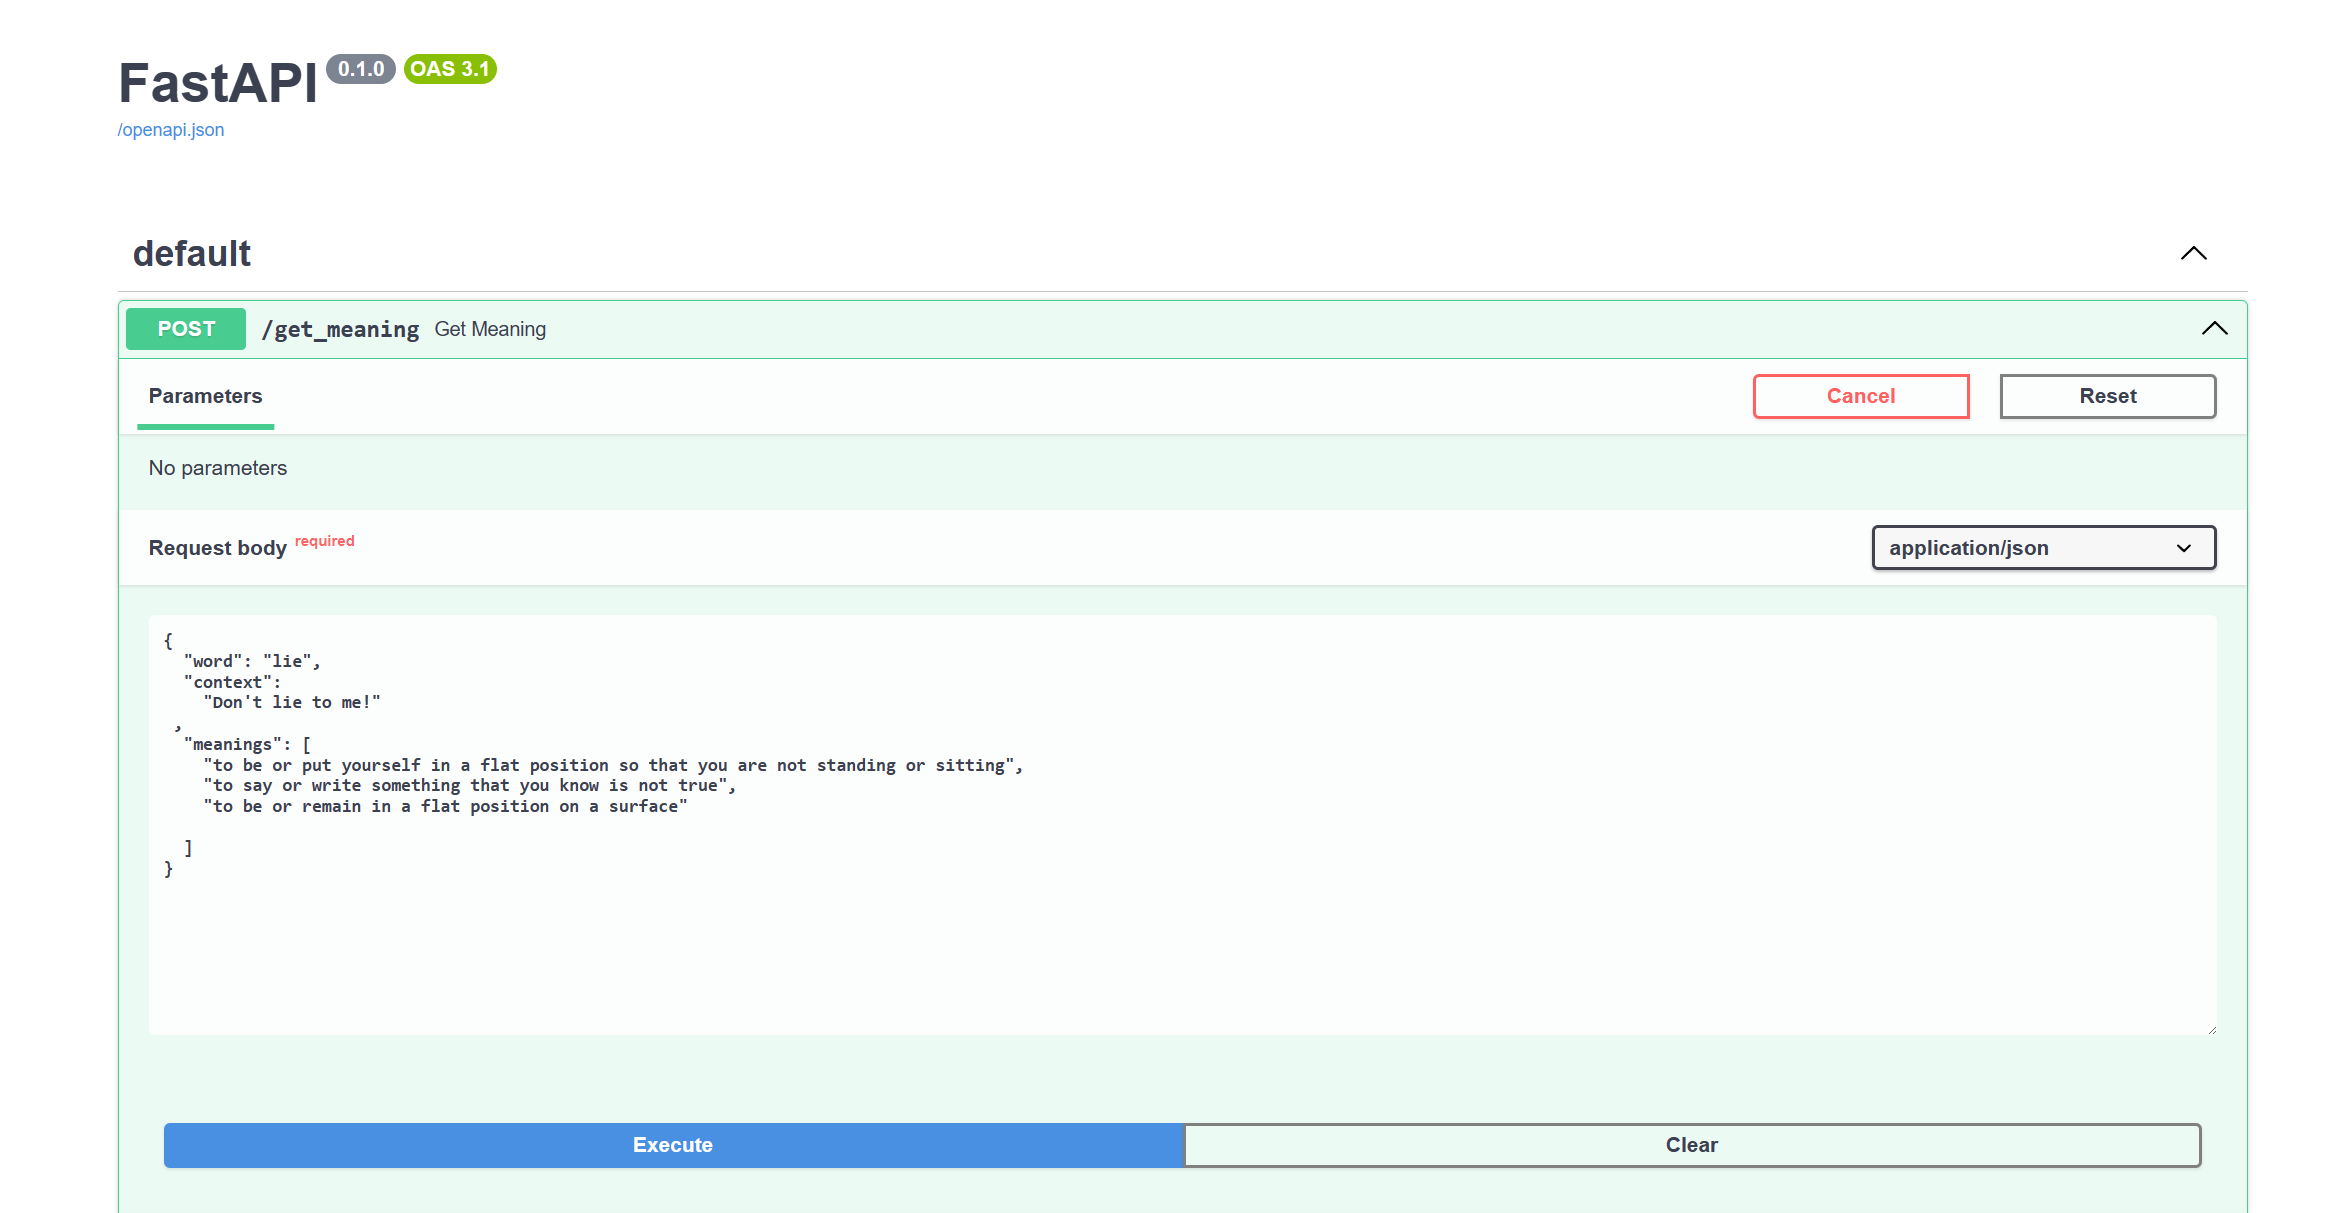 FastAPI 0.1.0 OAS 3.1
/openapi.json
default
POST /get_meaning Get Meaning
Parameters Cancel Reset
No parameters
Request body required application/json
{
  "word": "lie",
  "context":
    "Don't lie to me!"
 ,
  "meanings": [
    "to be or put yourself in a flat position so that you are not standing or sitting",
    "to say or write something that you know is not true",
    "to be or remain in a flat position on a surface"
  ]
}
Execute Clear